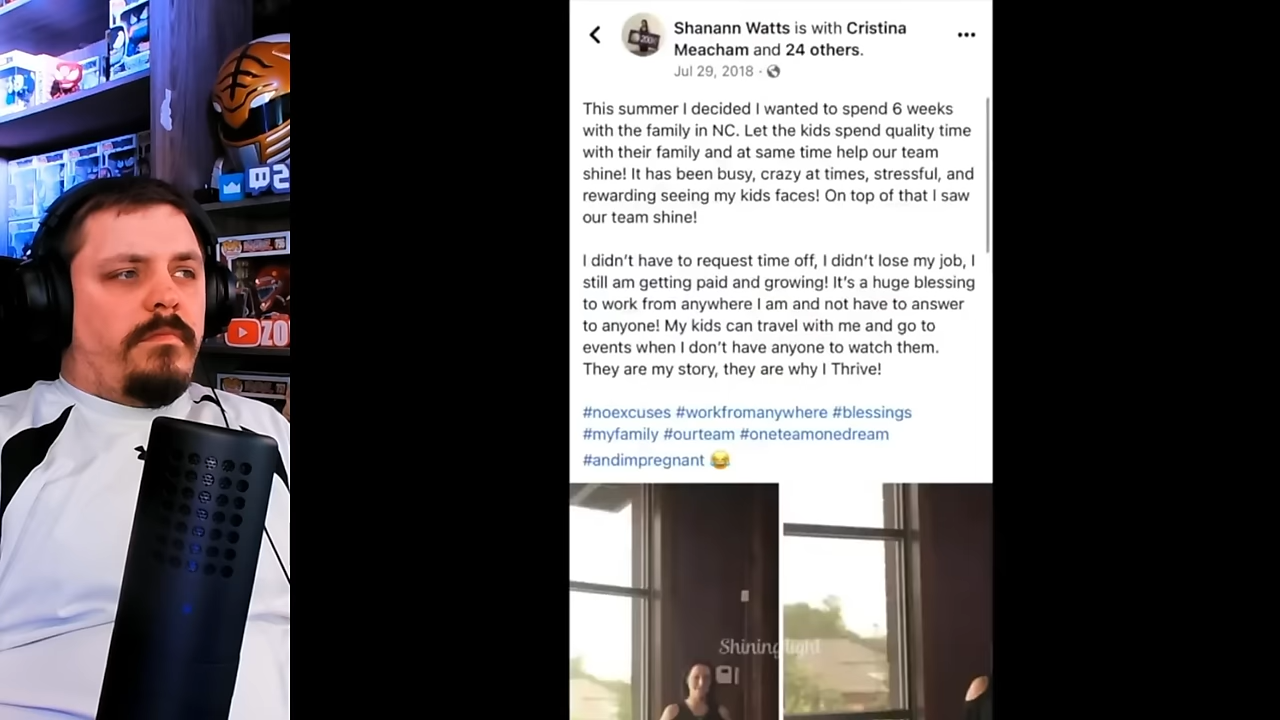 Shanann Watts is with Cristina
Meacham and 24 others.
Jul 29, 2018 ·
This summer I decided I wanted to spend 6 weeks
with the family in NC. Let the kids spend quality time
with their family and at same time help our team
shine! It has been busy, crazy at times, stressful, and
rewarding seeing my kids faces! On top of that I saw
our team shine!
I didn't have to request time off, I didn't lose my job, I
still am getting paid and growing! It's a huge blessing
to work from anywhere I am and not have to answer
to anyone! My kids can travel with me and go to
events when I don't have anyone to watch them.
They are my story, they are why I Thrive!
#noexcuses #workfromanywhere #blessings
#myfamily #ourteam #oneteamonedream
#andimpregnant 😂
Shininglight
ZO